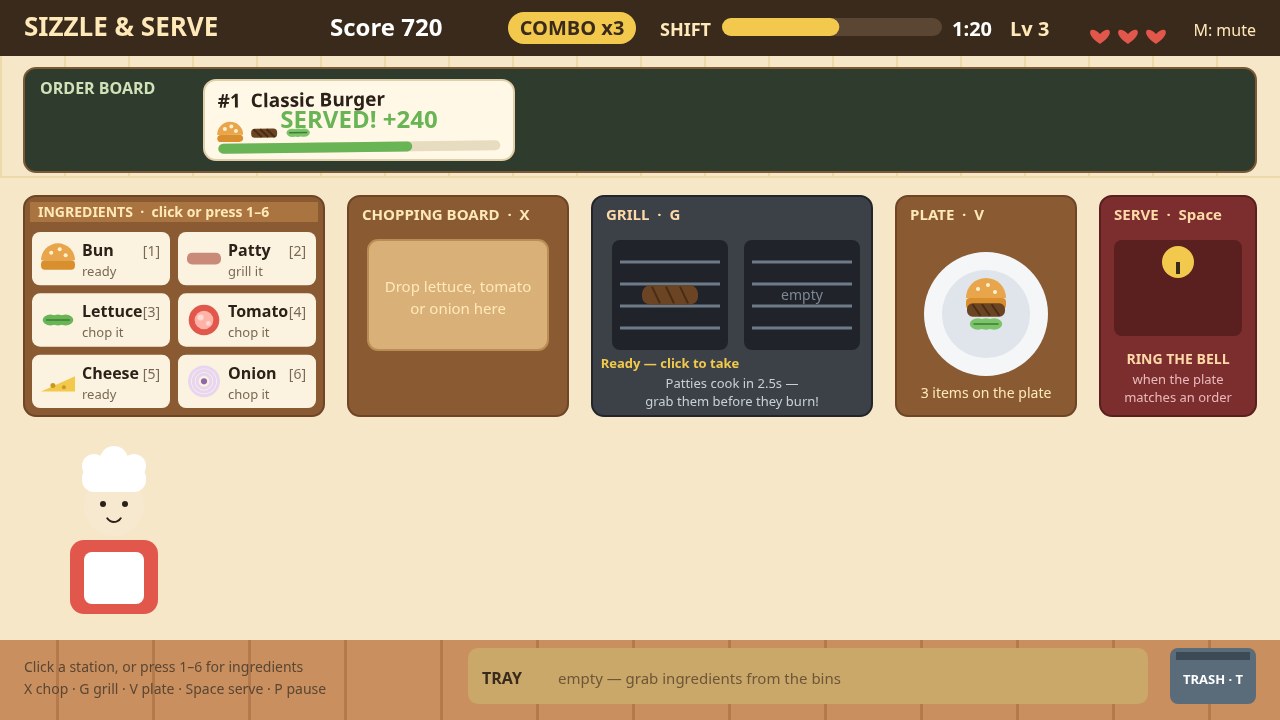 SIZZLE & SERVE
Score 720
COMBO x3
SHIFT
1:20
Lv 3
M: mute
ORDER BOARD
#1 Classic Burger
SERVED! +240
INGREDIENTS · click or press 1–6
Bun [1]
ready
Patty [2]
grill it
Lettuce [3]
chop it
Tomato [4]
chop it
Cheese [5]
ready
Onion [6]
chop it
CHOPPING BOARD · X
Drop lettuce, tomato
or onion here
GRILL · G
empty
Ready — click to take
Patties cook in 2.5s —
grab them before they burn!
PLATE · V
3 items on the plate
SERVE · Space
RING THE BELL
when the plate
matches an order
Click a station, or press 1–6 for ingredients
X chop · G grill · V plate · Space serve · P pause
TRAY
empty — grab ingredients from the bins
TRASH · T